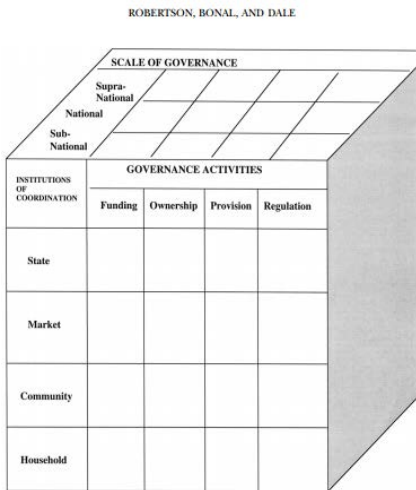 ROBERTSON, BONAL, AND DALE
SCALE OF GOVERNANCE
Supra-
National
National
Sub-
National
INSTITUTIONS
OF
COORDINATION
GOVERNANCE ACTIVITIES
Funding
Ownership
Provision
Regulation
State
Market
Community
Household